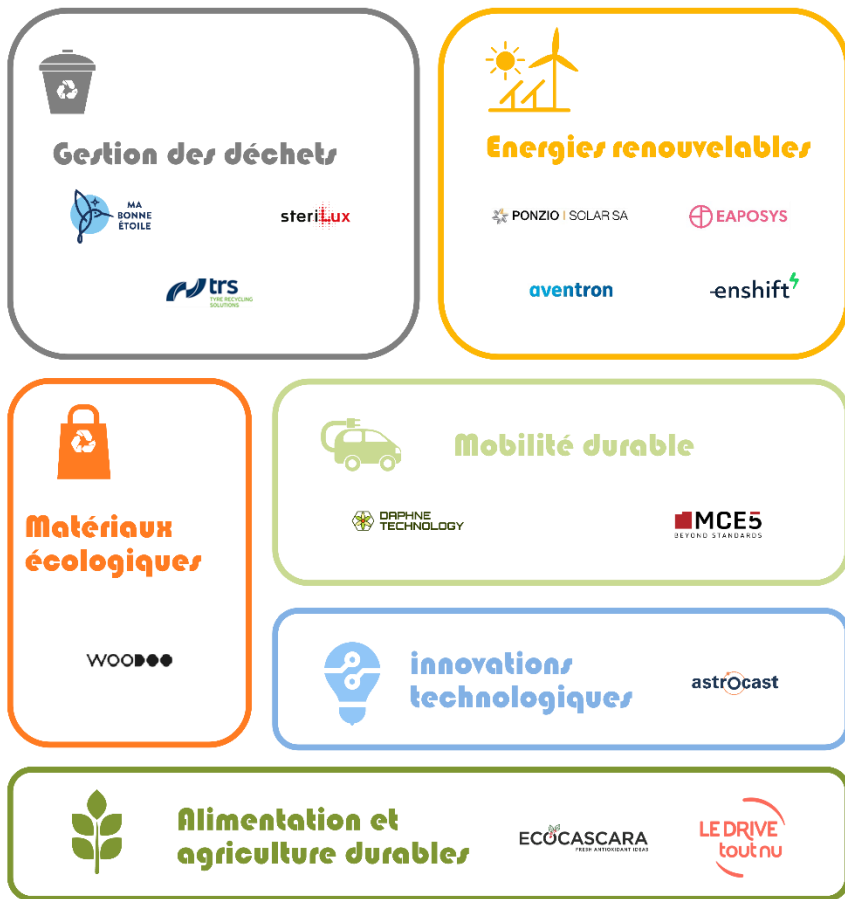 Gestion des déchets
MA
BONNE
ÉTOILE
steriLux
trs
TYRE RECYCLING
SOLUTIONS
Energies renouvelables
PONZIO | SOLAR SA
EAPOSYS
aventron
enshift
Matériaux
écologiques
WOODOO
Mobilité durable
DAPHNE
TECHNOLOGY
MCE5
BEYOND STANDARDS
innovations
technologiques
astrocast
Alimentation et
agriculture durables
ECOCASCARA
FRESH ANTIOXIDANT IDEAS
LE DRIVE
tout nu